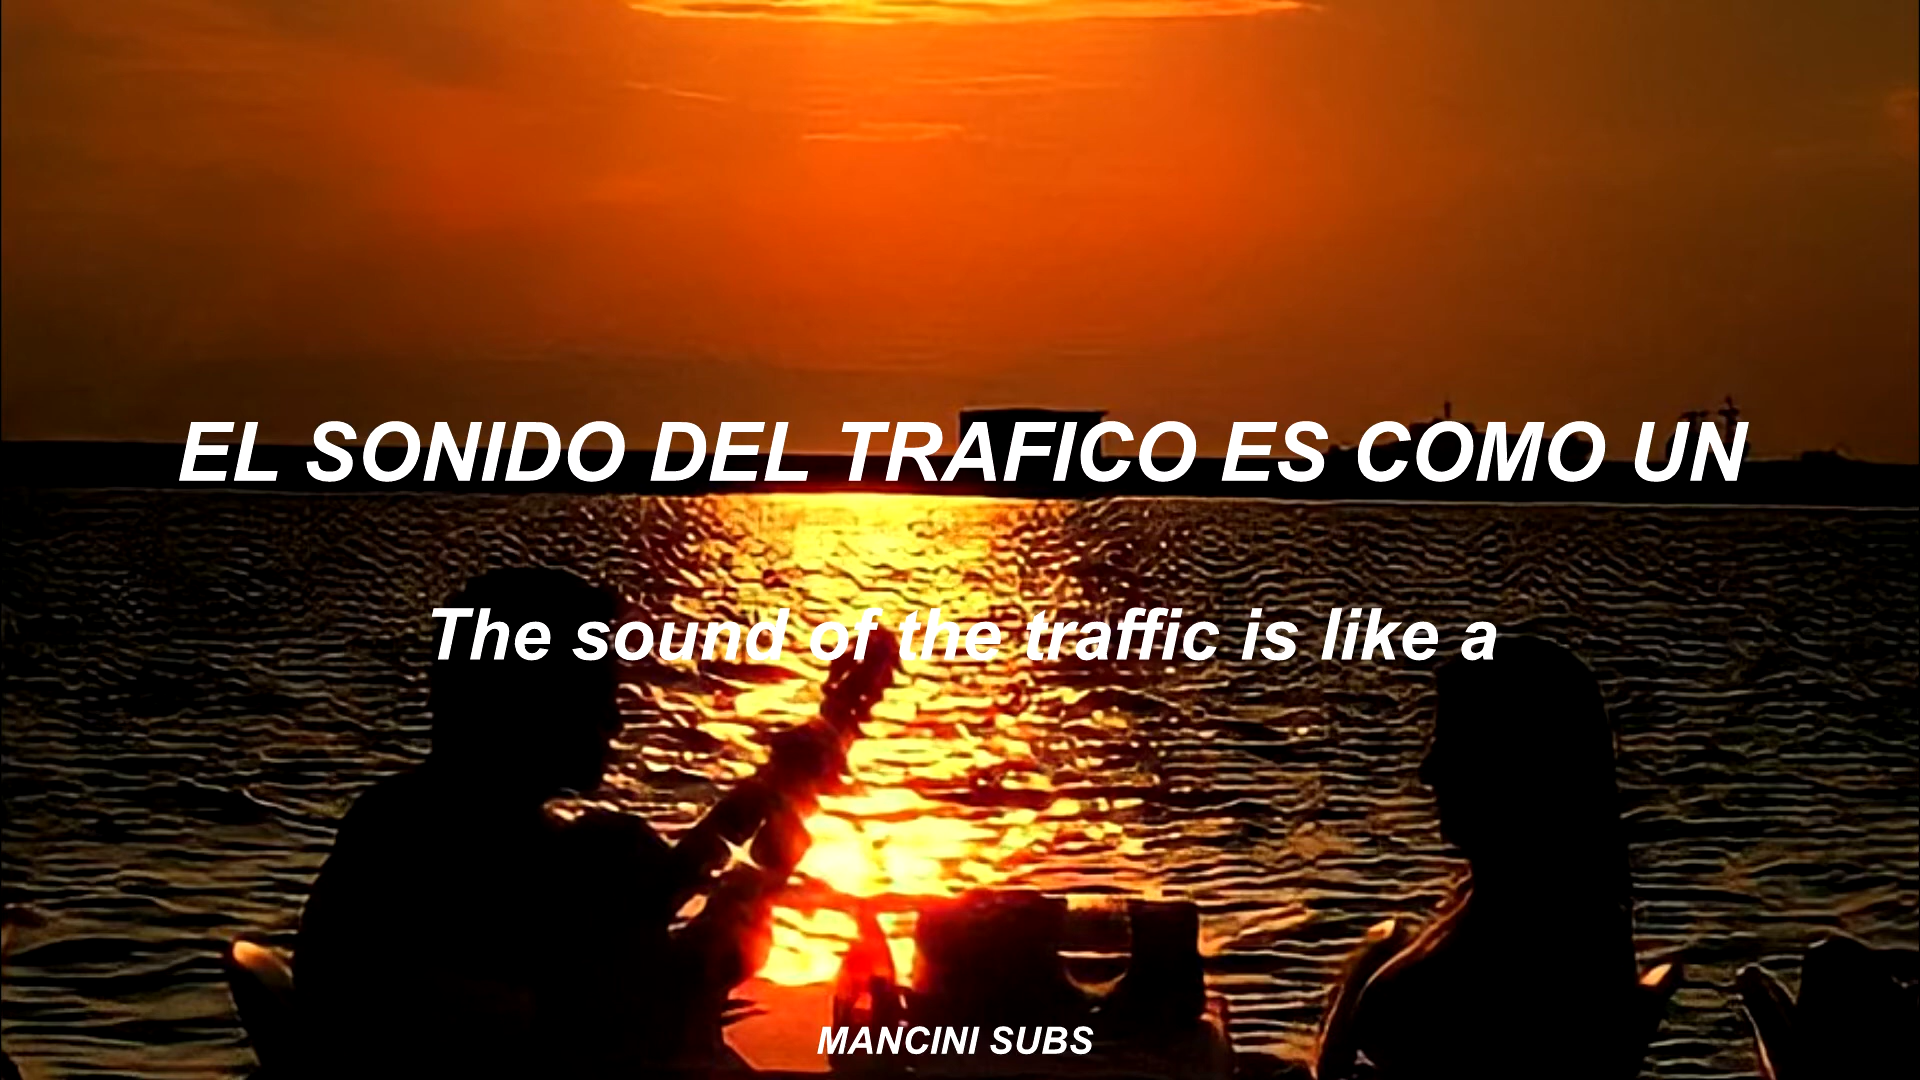 EL SONIDO DEL TRAFICO ES COMO UN
The sound of the traffic is like a
MANCINI SUBS